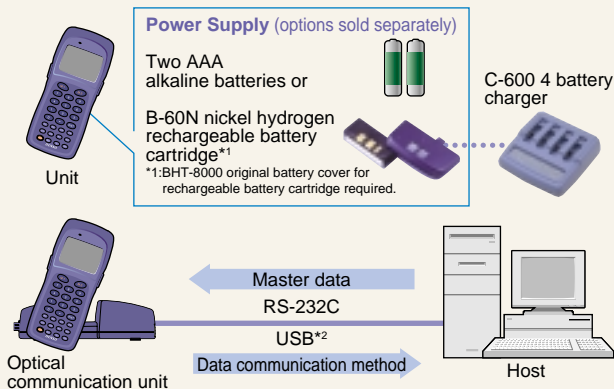 Power Supply (options sold separately)
Two AAA
alkaline batteries or
B-60N nickel hydrogen
rechargeable battery
cartridge*1
*1:BHT-8000 original battery cover for
rechargeable battery cartridge required.
C-600 4 battery
charger
Unit
Master data
RS-232C
USB*2
Data communication method
Optical
communication unit
Host